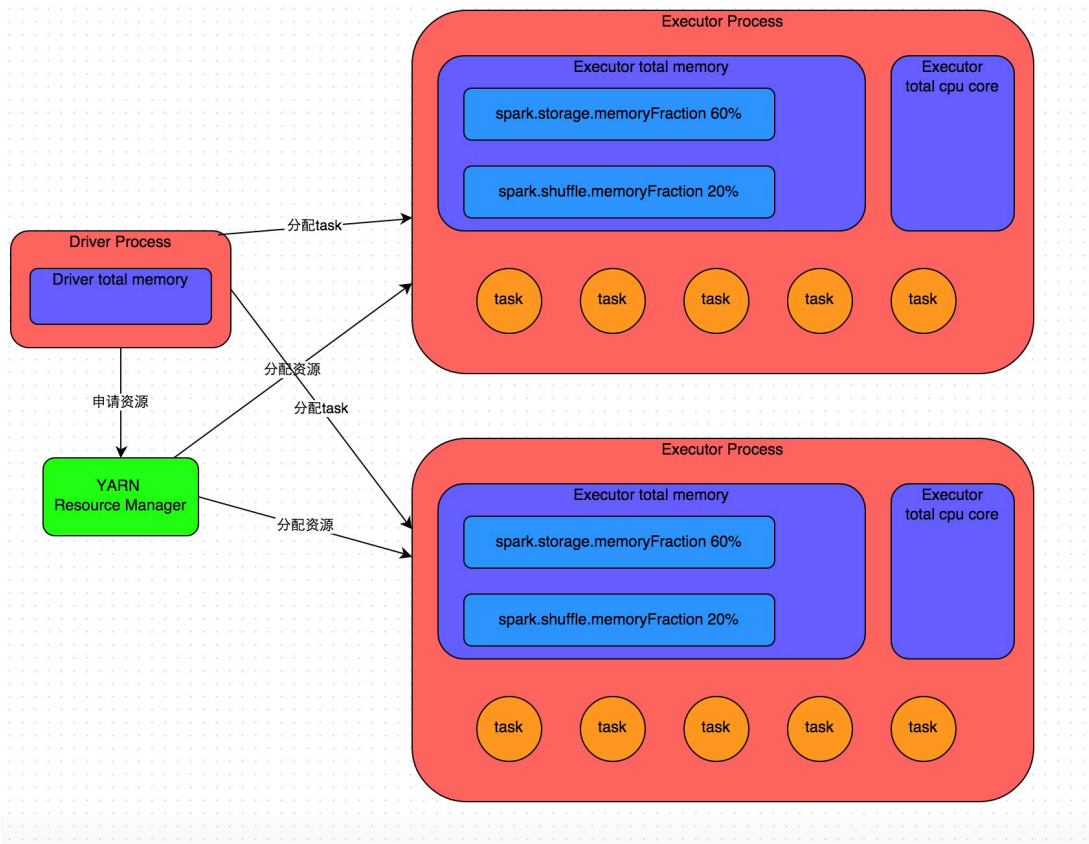 Executor Process
Executor total memory
spark.storage.memoryFraction 60%
spark.shuffle.memoryFraction 20%
Executor
total cpu core
task
task
task
task
task
分配task
Driver Process
Driver total memory
申请资源
分配资源
分配task
YARN
Resource Manager
分配资源
Executor Process
Executor total memory
spark.storage.memoryFraction 60%
spark.shuffle.memoryFraction 20%
Executor
total cpu core
task
task
task
task
task